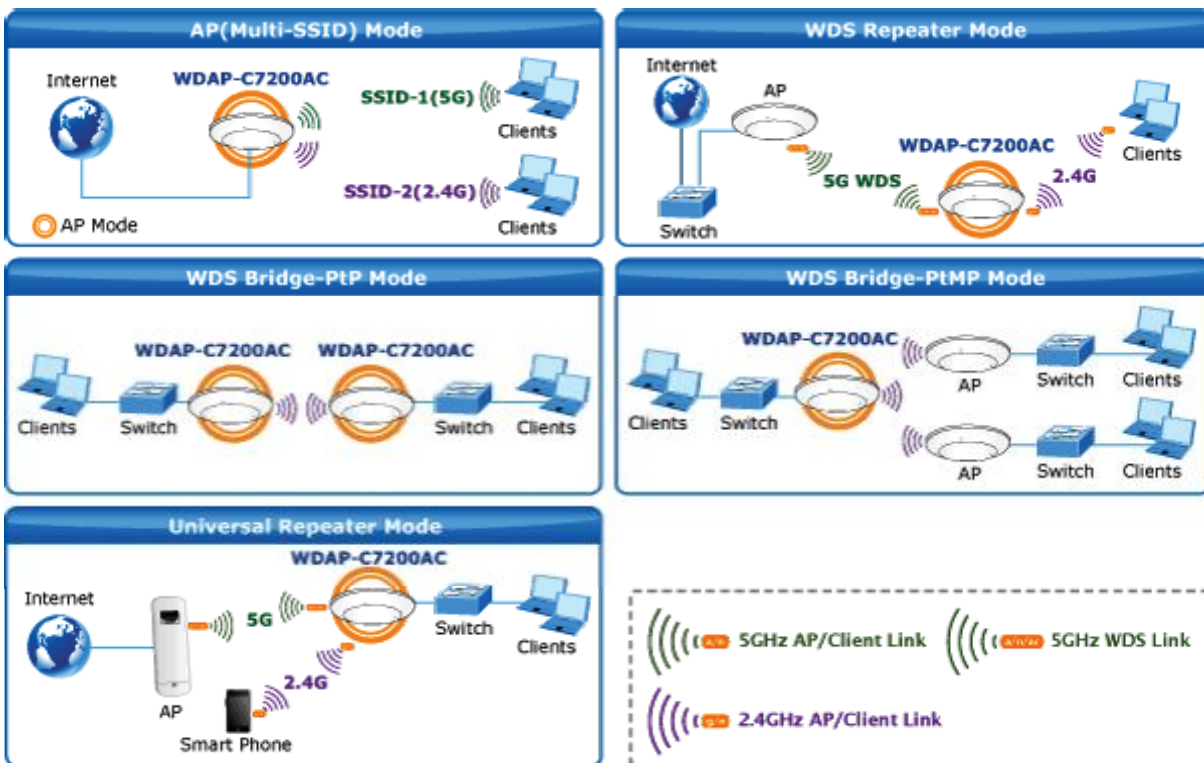 AP(Multi-SSID) Mode
Internet
WDAP-C7200AC
SSID-1(5G)
Clients
SSID-2(2.4G)
Clients
AP Mode
WDS Repeater Mode
Internet
AP
WDAP-C7200AC
5G WDS
2.4G
Clients
Switch
WDS Bridge-PtP Mode
WDAP-C7200AC
WDAP-C7200AC
Clients
Switch
Switch
Clients
WDS Bridge-PtMP Mode
WDAP-C7200AC
Clients
Switch
AP
Switch
Clients
AP
Switch
Clients
Universal Repeater Mode
WDAP-C7200AC
Internet
5G
Switch
Clients
2.4G
AP
Smart Phone
a/n 5GHz AP/Client Link
a/n/ac 5GHz WDS Link
g/n 2.4GHz AP/Client Link